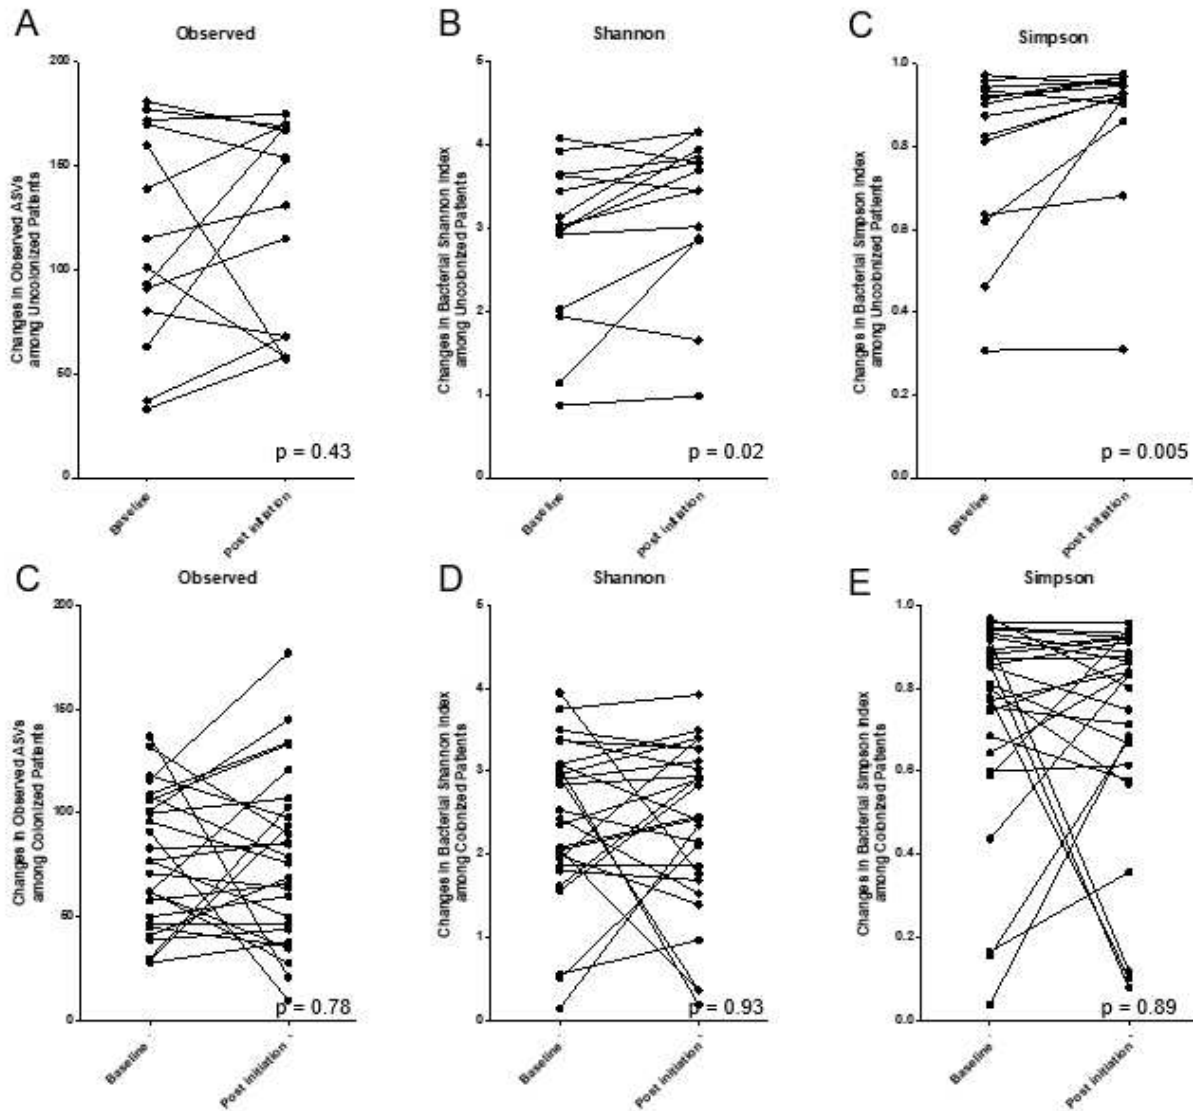 A
Observed
Changes in Observed ASVs
among Uncolonized Patients
200
150
100
50
0
p = 0.43
Baseline
Post initiation
B
Shannon
Changes in Bacterial Shannon Index
among Uncolonized Patients
5
4
3
2
1
0
p = 0.02
Baseline
post initiation
C
Simpson
Changes in Bacterial Simpson Index
among Uncolonized Patients
1.0
0.8
0.6
0.4
0.2
0.0
p = 0.005
Baseline
post initiation
C
Observed
Changes in Observed ASVs
among Colonized Patients
200
150
100
50
0
p = 0.78
Baseline
Post initiation
D
Shannon
Changes in Bacterial Shannon Index
among Colonized Patients
5
4
3
2
1
0
p = 0.93
Baseline
Post initiation
E
Simpson
Changes in Bacterial Simpson Index
among Colonized Patients
1.0
0.8
0.6
0.4
0.2
0.0
p = 0.89
Baseline
Post initiation